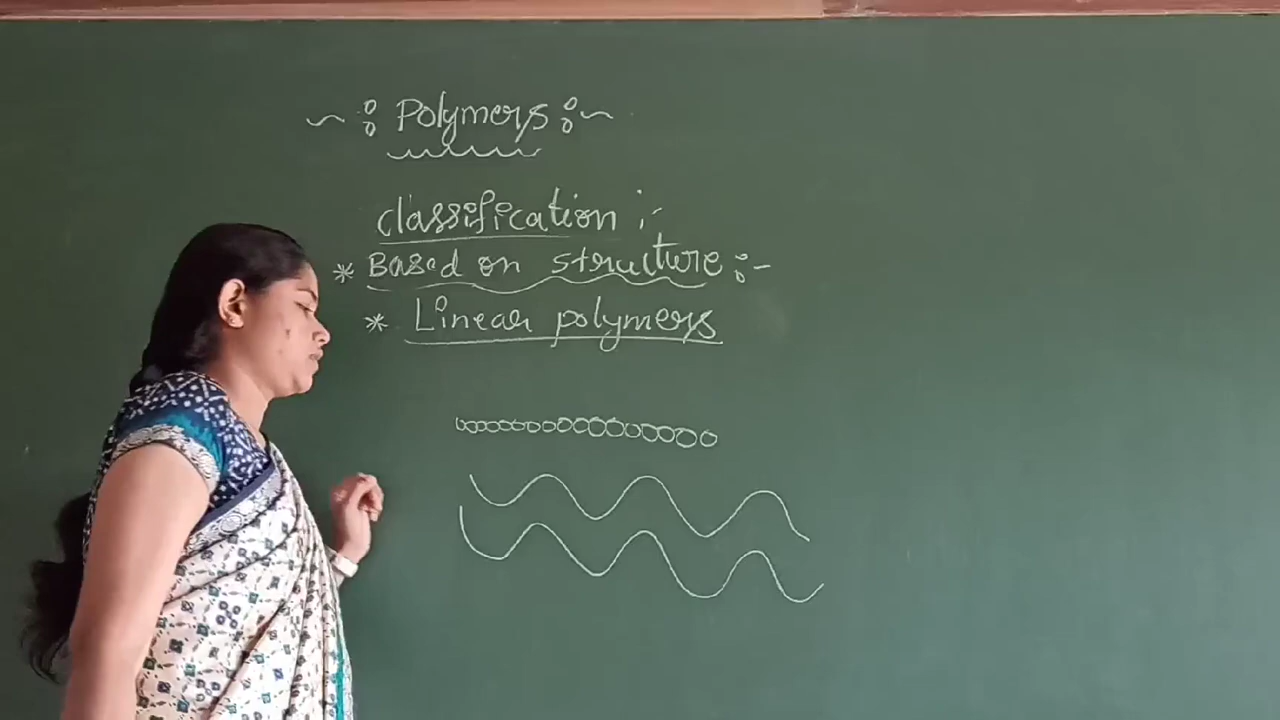 ~ : Polymers : ~
classification :-
* Based on structure :-
* Linear polymers